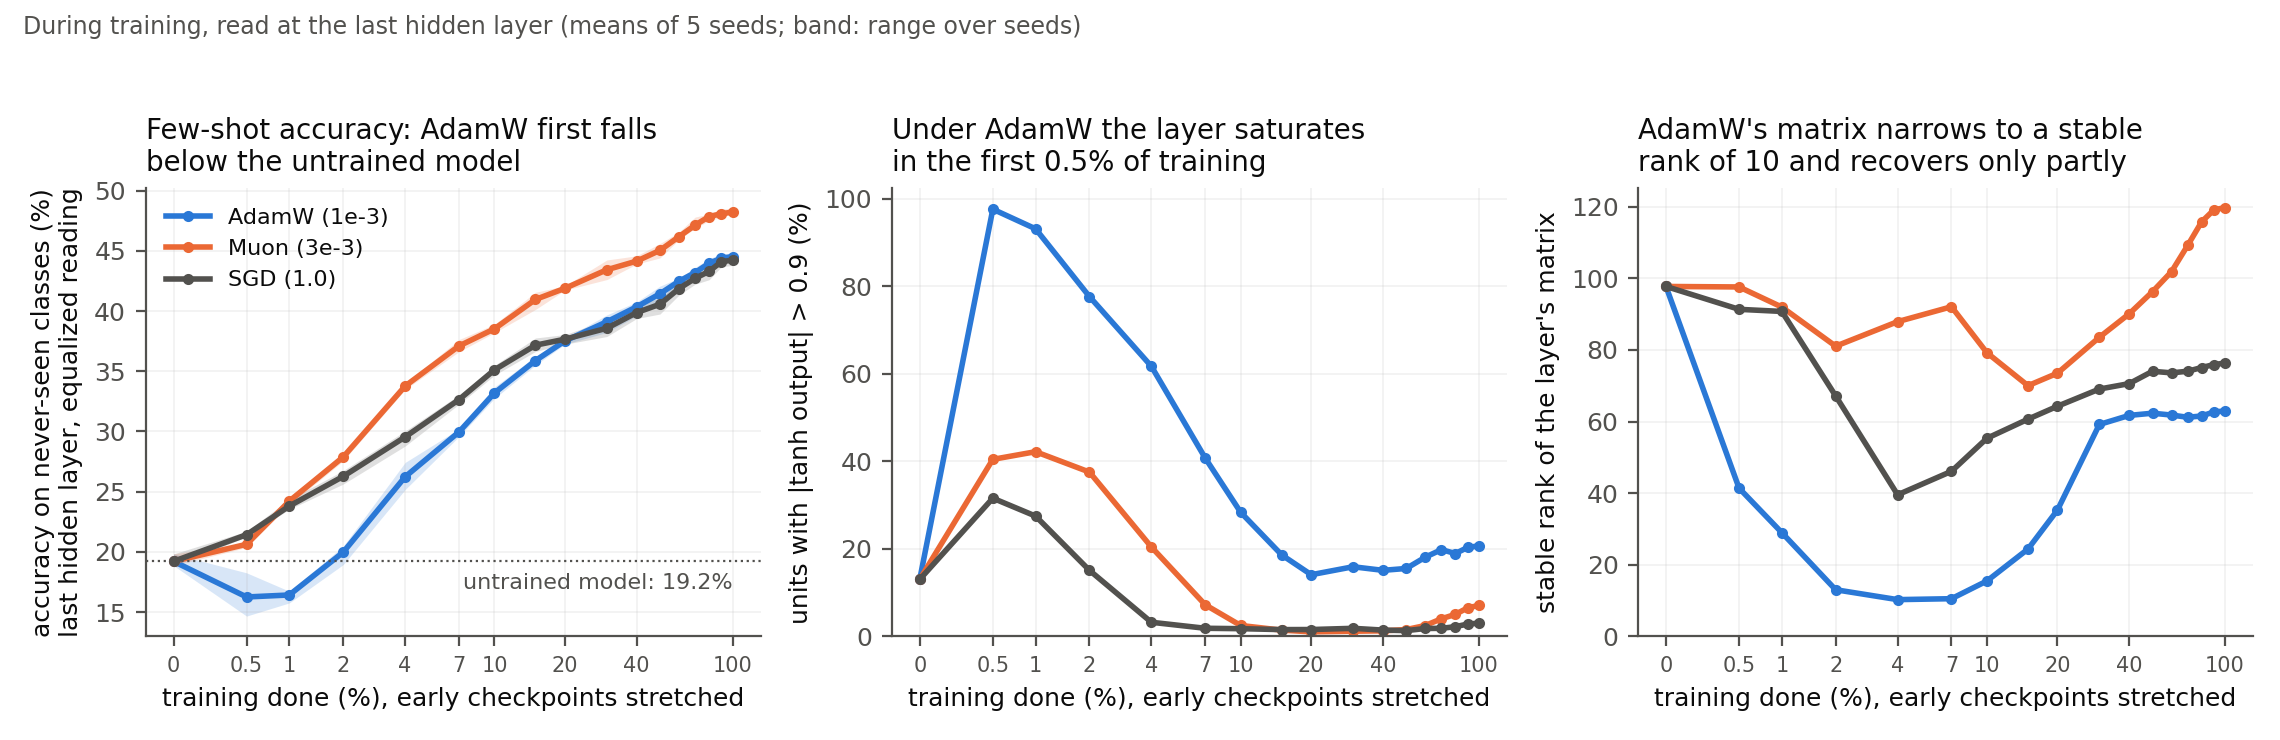 During training, read at the last hidden layer (means of 5 seeds; band: range over seeds)
Few-shot accuracy: AdamW first falls
below the untrained model
accuracy on never-seen classes (%)
last hidden layer, equalized reading
50
45
40
35
30
25
20
15
AdamW (1e-3)
Muon (3e-3)
SGD (1.0)
untrained model: 19.2%
0 0.5 1 2 4 7 10 20 40 100
training done (%), early checkpoints stretched
Under AdamW the layer saturates
in the first 0.5% of training
units with |tanh output| > 0.9 (%)
100
80
60
40
20
0
0 0.5 1 2 4 7 10 20 40 100
training done (%), early checkpoints stretched
AdamW's matrix narrows to a stable
rank of 10 and recovers only partly
stable rank of the layer's matrix
120
100
80
60
40
20
0
0 0.5 1 2 4 7 10 20 40 100
training done (%), early checkpoints stretched